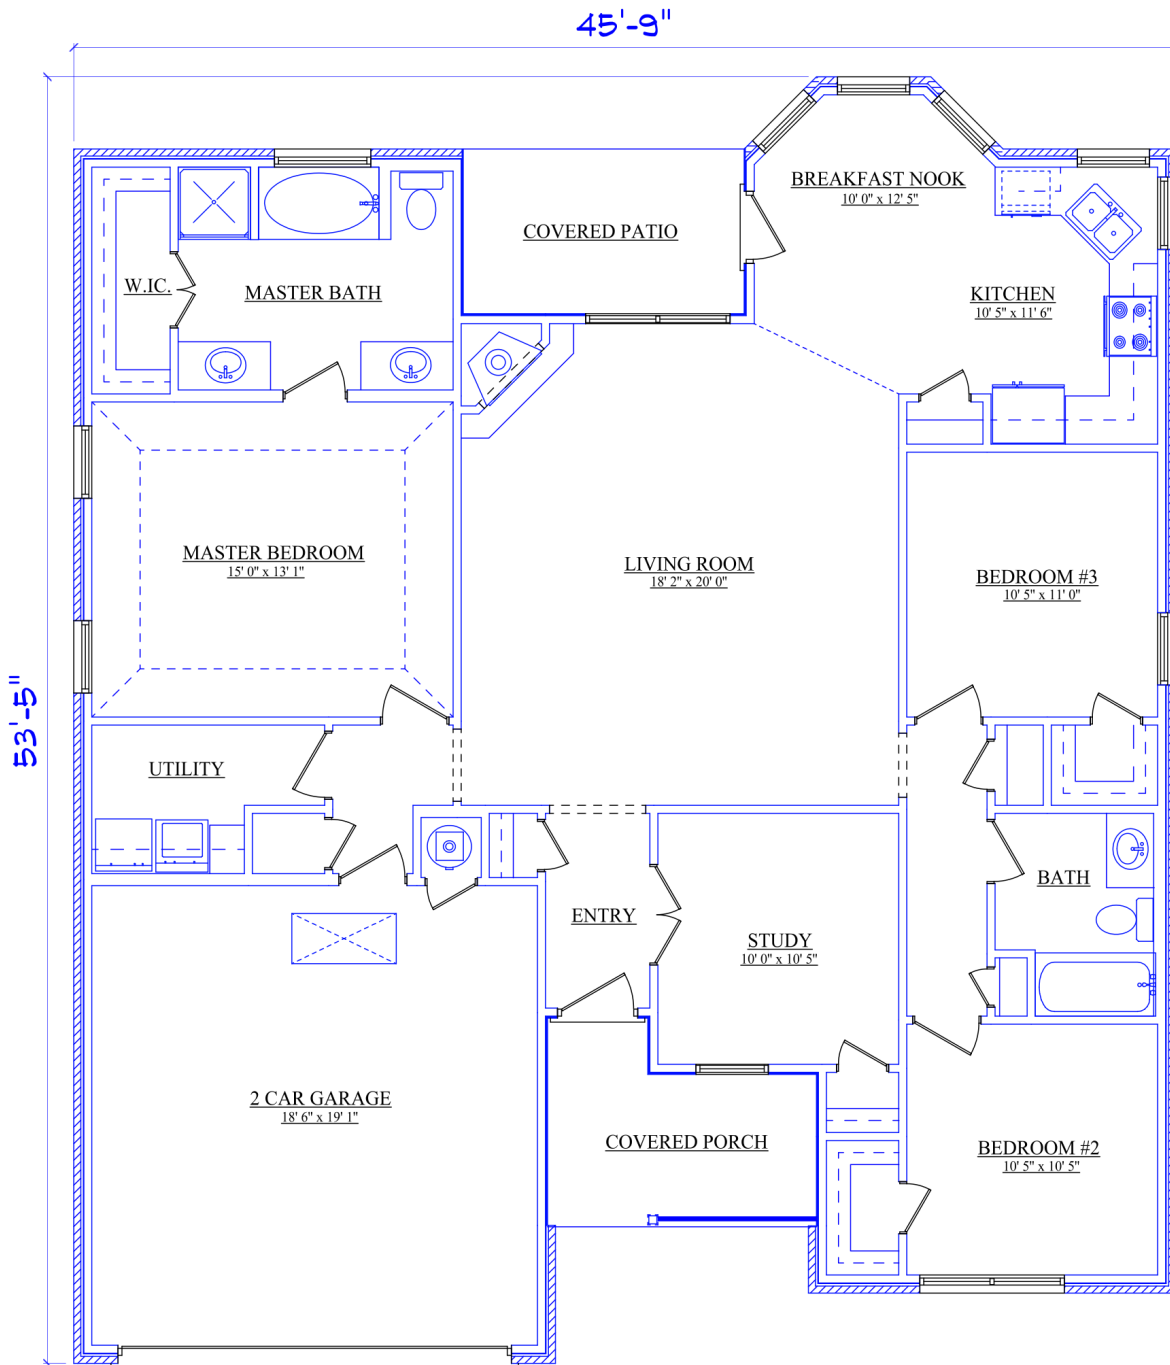 45'-9"
BREAKFAST NOOK
10' 0" x 12' 5"
COVERED PATIO
W.IC.
MASTER BATH
KITCHEN
10' 5" x 11' 6"
MASTER BEDROOM
15' 0" x 13' 1"
LIVING ROOM
18' 2" x 20' 0"
BEDROOM #3
10' 5" x 11' 0"
53'-5"
UTILITY
BATH
ENTRY
STUDY
10' 0" x 10' 5"
2 CAR GARAGE
18' 6" x 19' 1"
COVERED PORCH
BEDROOM #2
10' 5" x 10' 5"